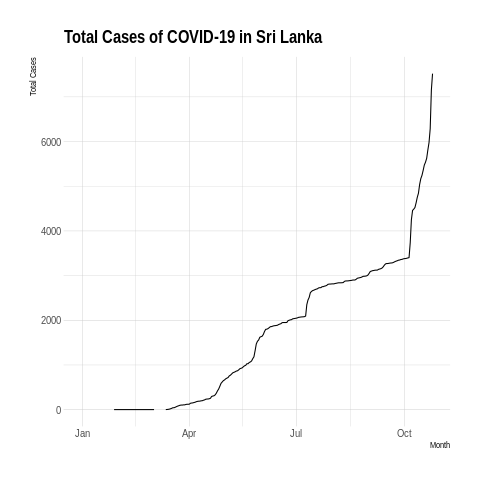 Total Cases of COVID-19 in Sri Lanka
Total Cases
6000
4000
2000
0
Jan Apr Jul Oct
Month